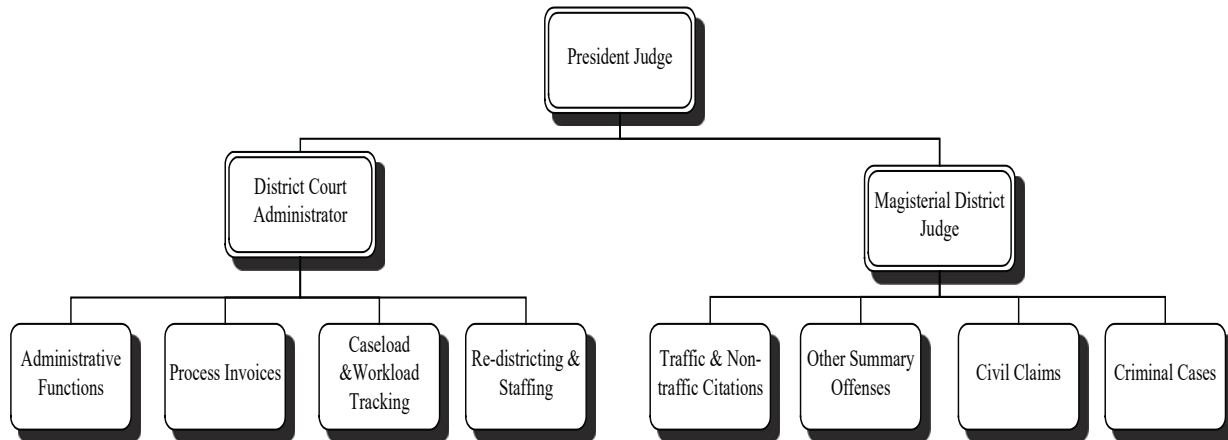 President Judge
District Court
Administrator
Magisterial District
Judge
Administrative
Functions
Process Invoices
Caseload
&Workload
Tracking
Re-districting &
Staffing
Traffic & Non-
traffic Citations
Other Summary
Offenses
Civil Claims
Criminal Cases